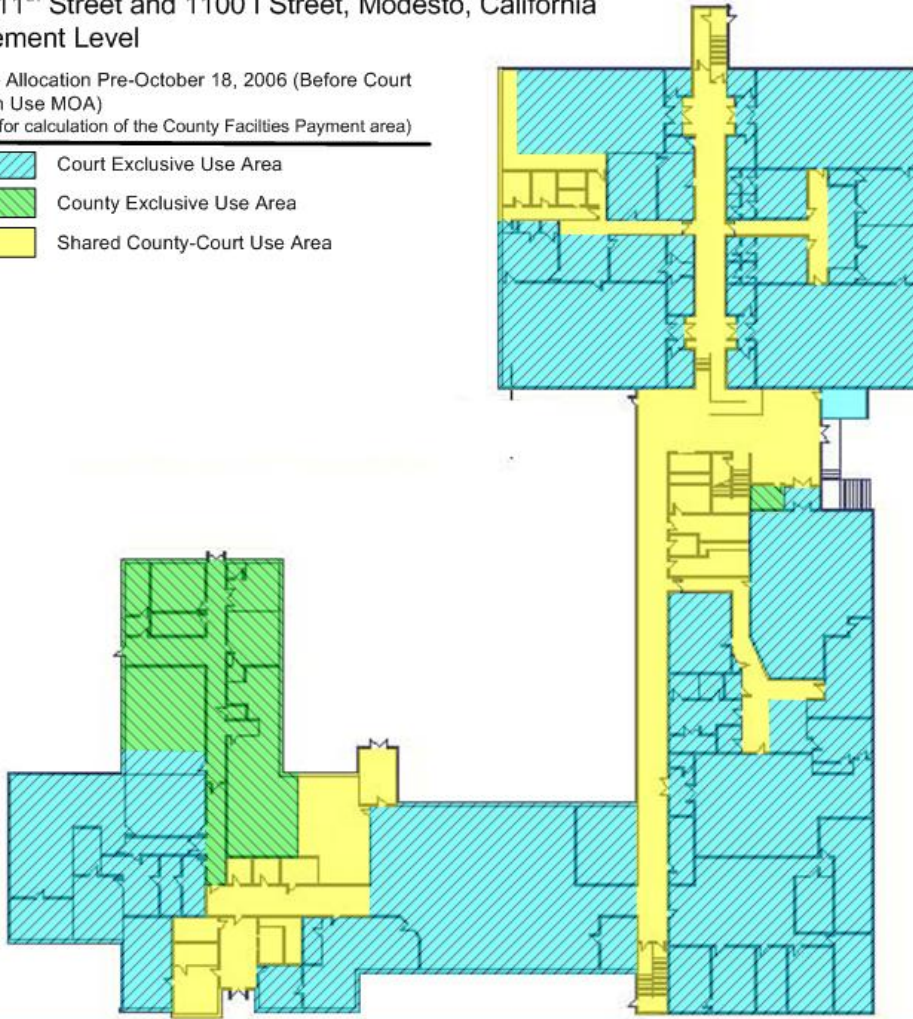 11th Street and 1100 I Street, Modesto, California
ement Level
Allocation Pre-October 18, 2006 (Before Court
n Use MOA)
for calculation of the County Facilties Payment area)
Court Exclusive Use Area
County Exclusive Use Area
Shared County-Court Use Area